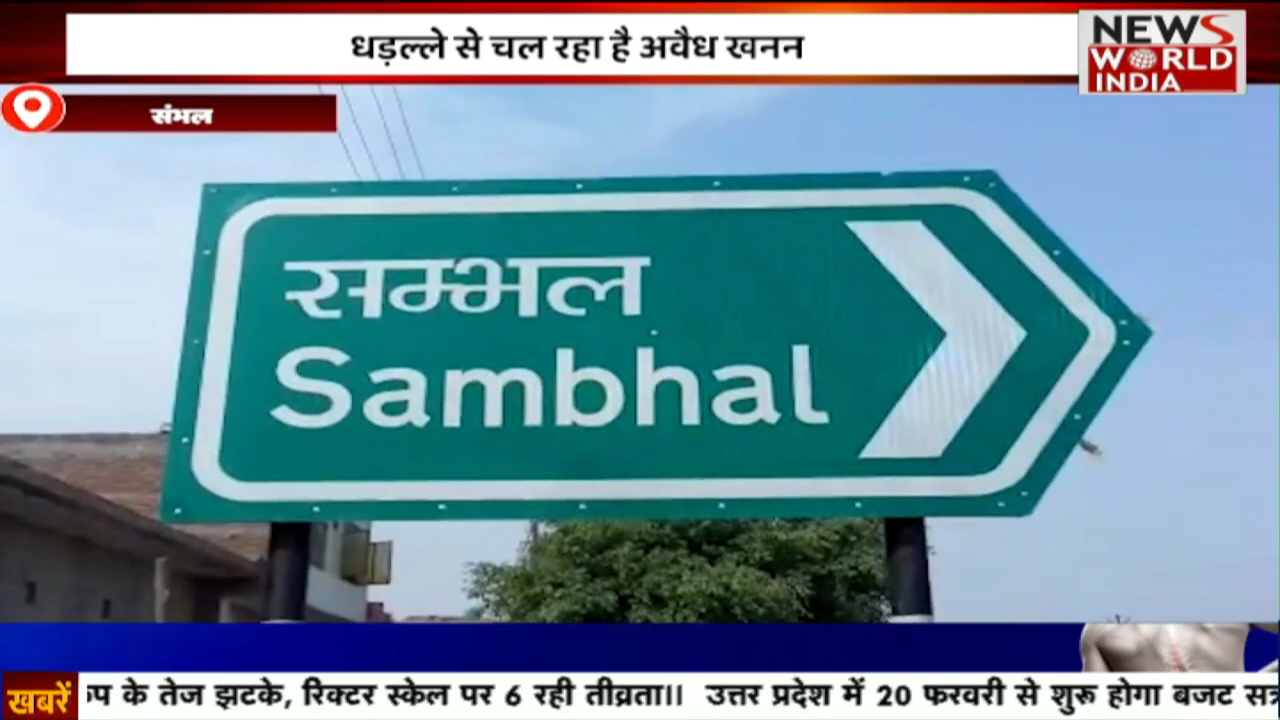 धड़ल्ले से चल रहा है अवैध खनन
NEWS
WORLD
INDIA
संभल
सम्भल
Sambhal
खबरें
के तेज झटके, रिक्टर स्केल पर 6 रही तीव्रता।। उत्तर प्रदेश में 20 फरवरी से शुरू होगा बजट